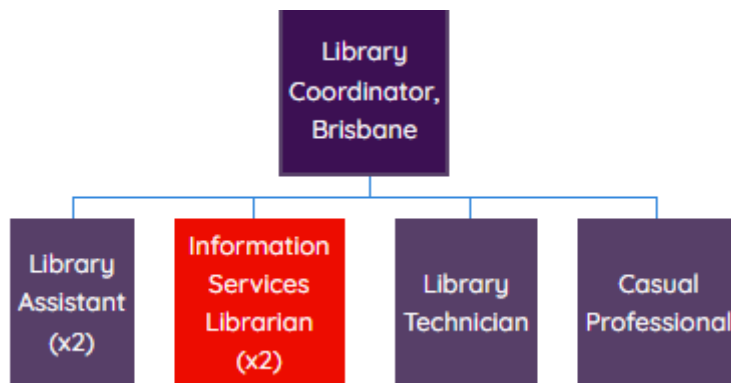 Library
Coordinator,
Brisbane
Library
Assistant
(x2)
Information
Services
Librarian
(x2)
Library
Technician
Casual
Professional